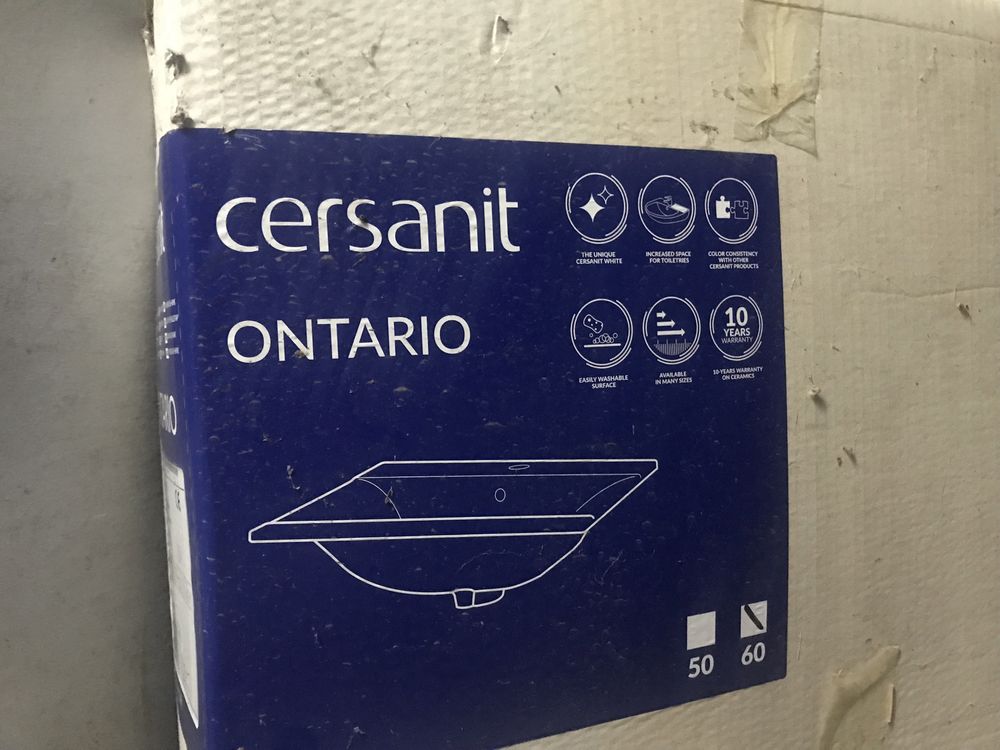 cersanit
ONTARIO
THE UNIQUE
CERSANIT WHITE
INCREASED SPACE
FOR TOILETRIES
COLOR CONSISTENCY
WITH OTHER
CERSANIT PRODUCTS
EASILY WASHABLE
SURFACE
AVAILABLE
IN MANY SIZES
10
YEARS
WARRANTY
10-YEARS WARRANTY
ON CERAMICS
50
60